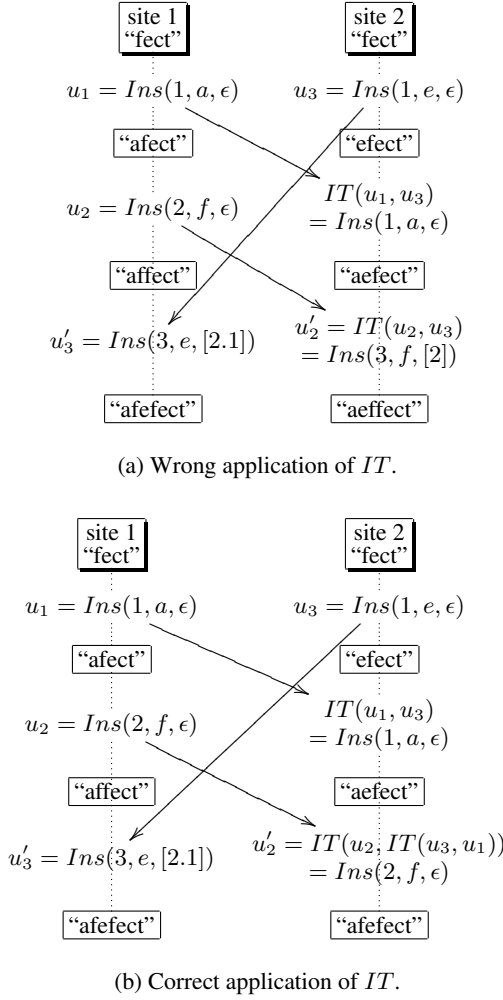 site 1 site 2
“fect” “fect”
u₁ = Ins(1, a, ϵ) u₃ = Ins(1, e, ϵ)
“afect” “efect”
IT(u₁, u₃)
u₂ = Ins(2, f, ϵ) = Ins(1, a, ϵ)
“affect” “aefect”
u′₃ = Ins(3, e, [2.1]) u′₂ = IT(u₂, u₃)
= Ins(3, f, [2])
“afefect” “aeffect”
(a) Wrong application of IT.
site 1 site 2
“fect” “fect”
u₁ = Ins(1, a, ϵ) u₃ = Ins(1, e, ϵ)
“afect” “efect”
IT(u₁, u₃)
u₂ = Ins(2, f, ϵ) = Ins(1, a, ϵ)
“affect” “aefect”
u′₃ = Ins(3, e, [2.1]) u′₂ = IT(u₂, IT(u₃, u₁))
= Ins(2, f, ϵ)
“afefect” “afefect”
(b) Correct application of IT.